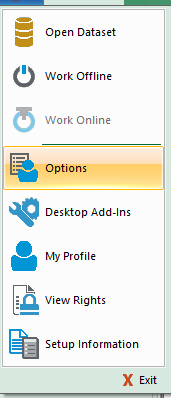 Open Dataset
Work Offline
Work Online
Options
Desktop Add-Ins
My Profile
View Rights
Setup Information
Exit